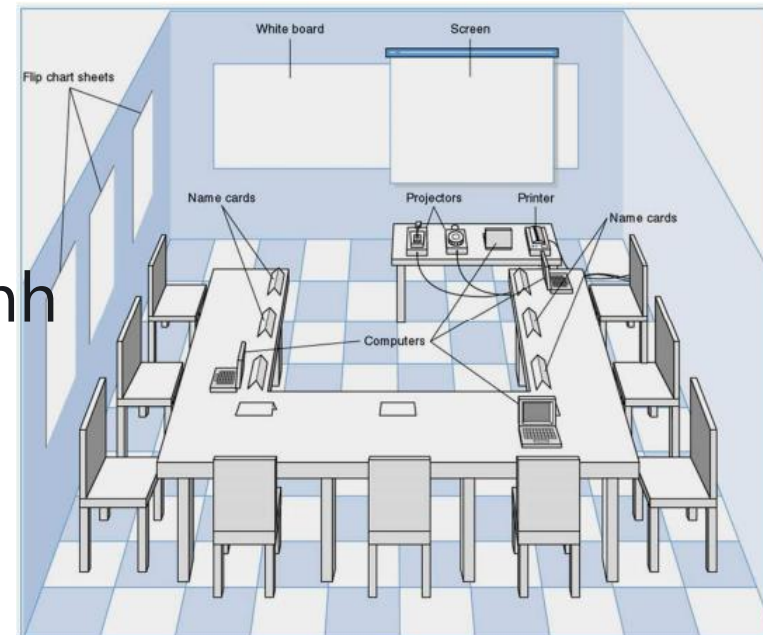 White board
Screen
Flip chart sheets
Name cards
Projectors
Printer
Name cards
nh
Computers